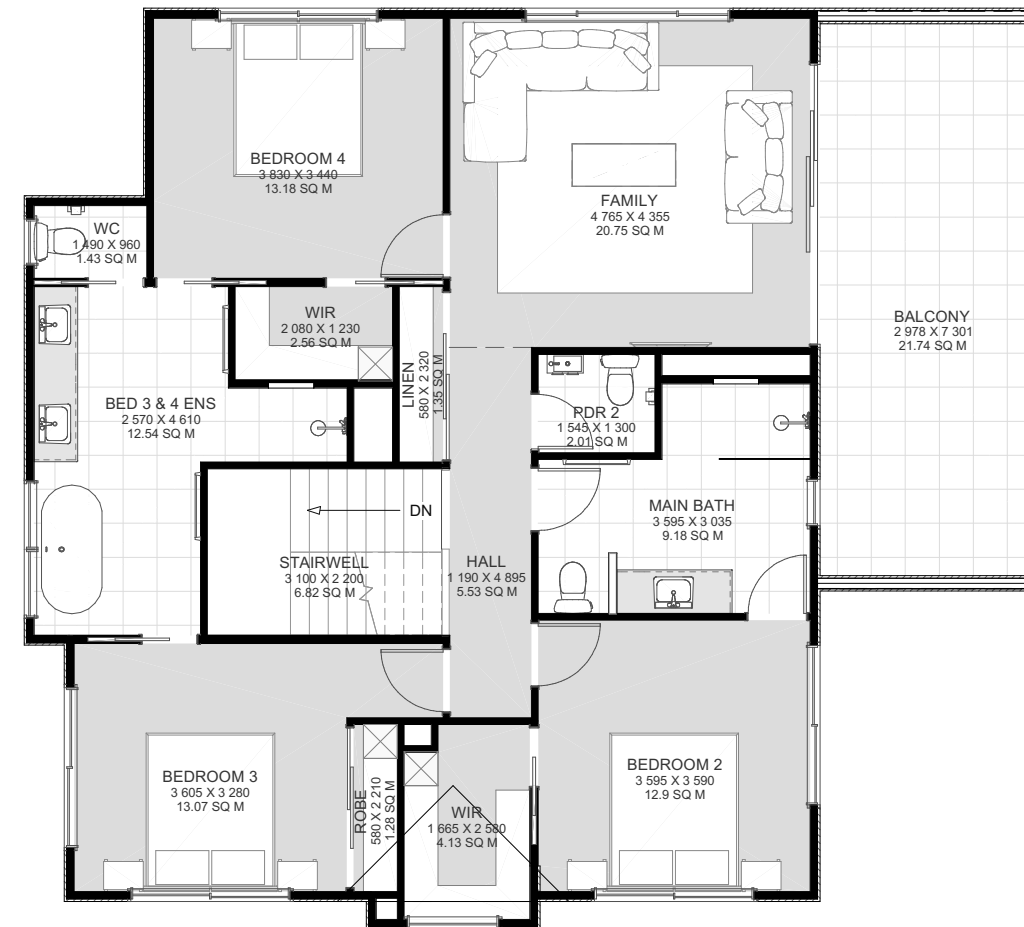 BEDROOM 4
3 830 X 3 440
13.18 SQ M
FAMILY
4 765 X 4 355
20.75 SQ M
WC
1 490 X 960
1.43 SQ M
WIR
2 080 X 1 230
2.56 SQ M
BALCONY
2 978 X 7 301
21.74 SQ M
LINEN
580 X 2 320
1.35 SQ M
BED 3 & 4 ENS
2 570 X 4 610
12.54 SQ M
PDR 2
1 545 X 1 300
2.01 SQ M
MAIN BATH
3 595 X 3 035
9.18 SQ M
DN
STAIRWELL
3 100 X 2 200
6.82 SQ M
HALL
1 190 X 4 895
5.53 SQ M
BEDROOM 3
3 605 X 3 280
13.07 SQ M
ROBE
580 X 2 210
1.28 SQ M
WIR
1 665 X 2 580
4.13 SQ M
BEDROOM 2
3 595 X 3 590
12.9 SQ M